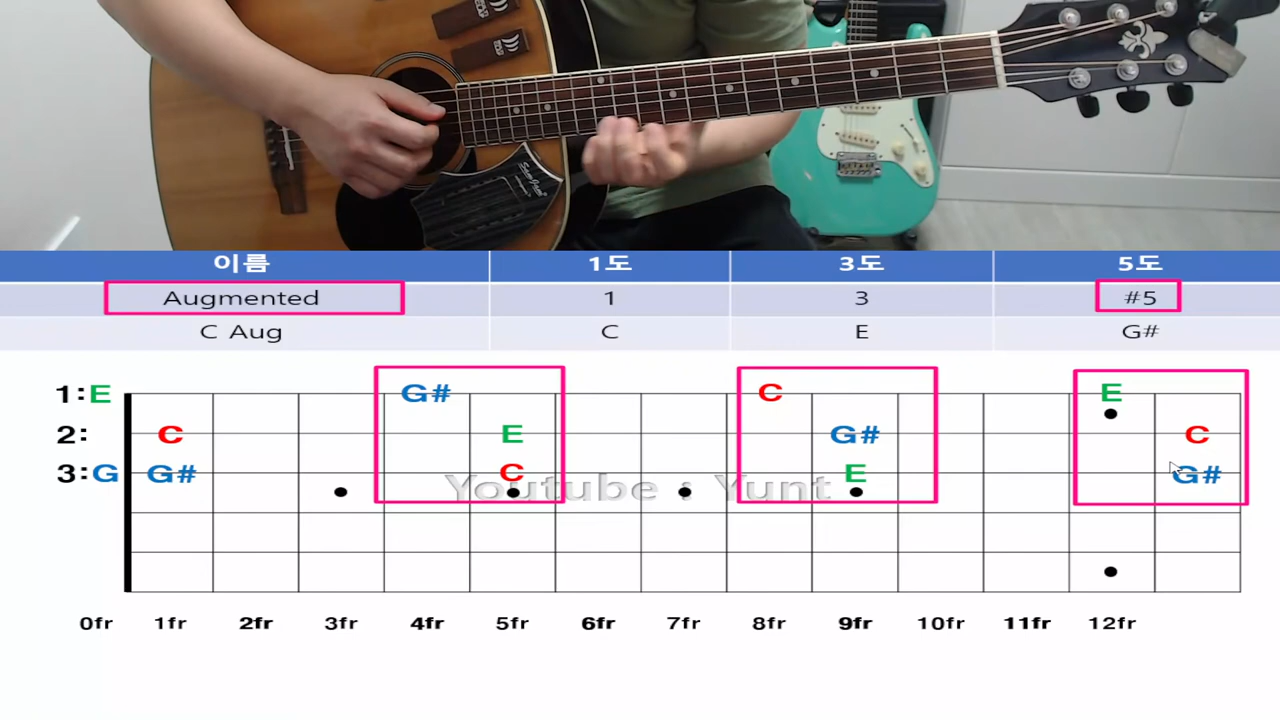 이름 1도 3도 5도
Augmented 1 3 #5
C Aug C E G#
1: E G# C E
2: C E G# C
3: G G# C E G#
Youtube : Yunt
0fr 1fr 2fr 3fr 4fr 5fr 6fr 7fr 8fr 9fr 10fr 11fr 12fr